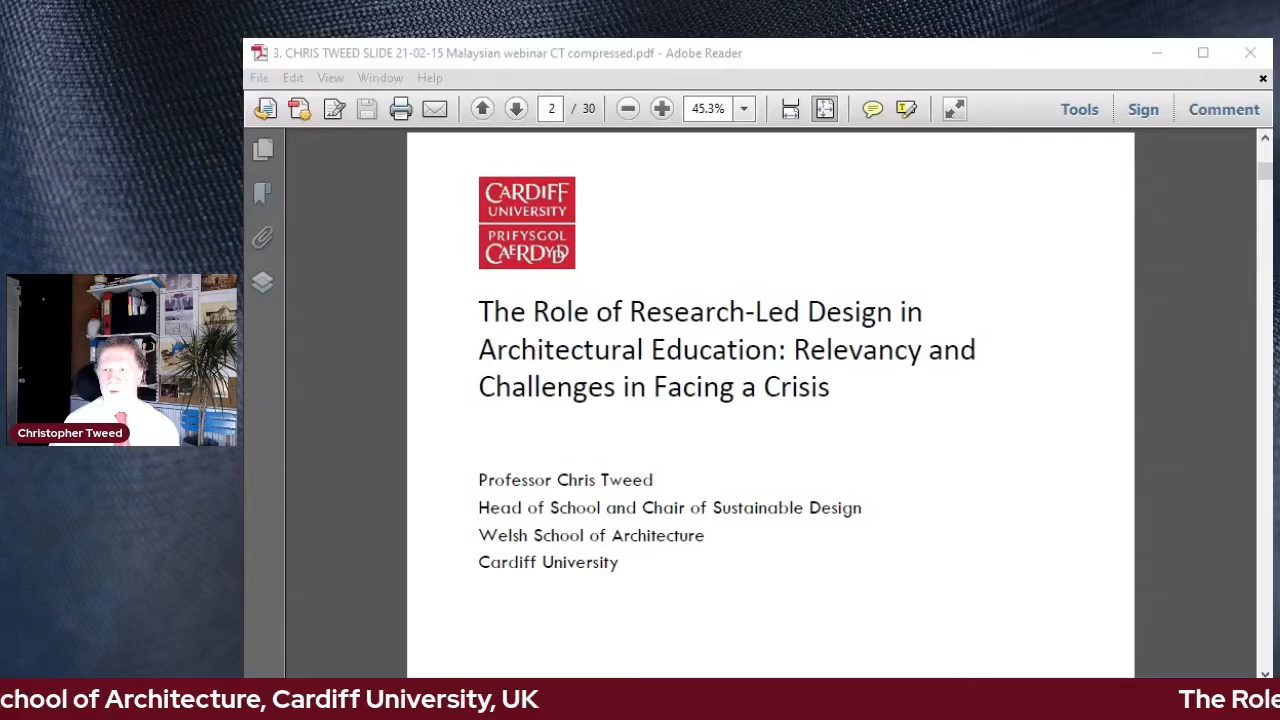 3. CHRIS TWEED SLIDE 21-02-15 Malaysian webinar CT compressed.pdf - Adobe Reader
File Edit View Window Help
2 / 30 45.3% Tools Sign Comment
CARDIFF
UNIVERSITY
PRIFYSGOL
CAERDYDD
The Role of Research-Led Design in
Architectural Education: Relevancy and
Challenges in Facing a Crisis
Christopher Tweed
Professor Chris Tweed
Head of School and Chair of Sustainable Design
Welsh School of Architecture
Cardiff University
chool of Architecture, Cardiff University, UK The Role